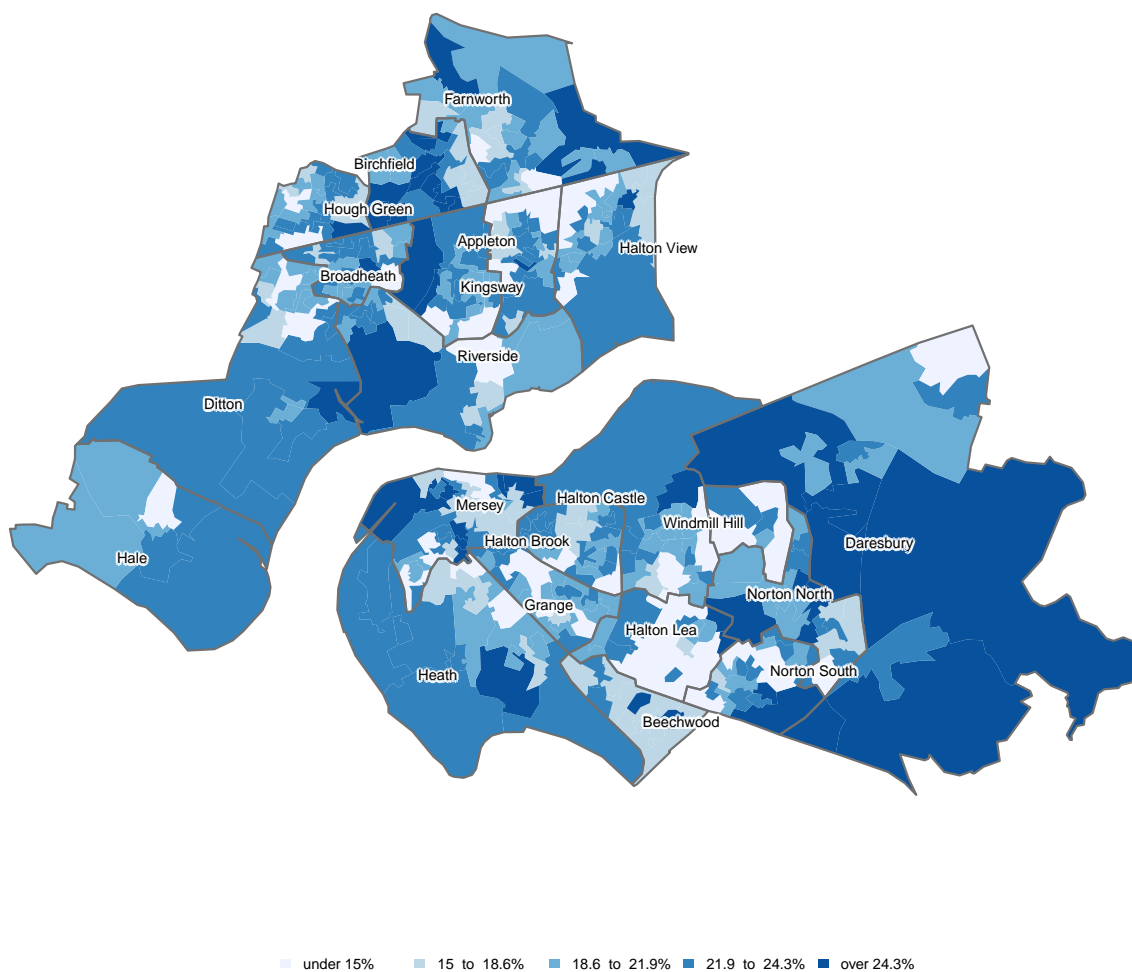 Farnworth
Birchfield
Hough Green
Appleton
Halton View
Broadheath
Kingsway
Riverside
Ditton
Mersey
Halton Castle
Windmill Hill
Halton Brook
Daresbury
Hale
Norton North
Grange
Halton Lea
Heath
Norton South
Beechwood
under 15% 15 to 18.6% 18.6 to 21.9% 21.9 to 24.3% over 24.3%